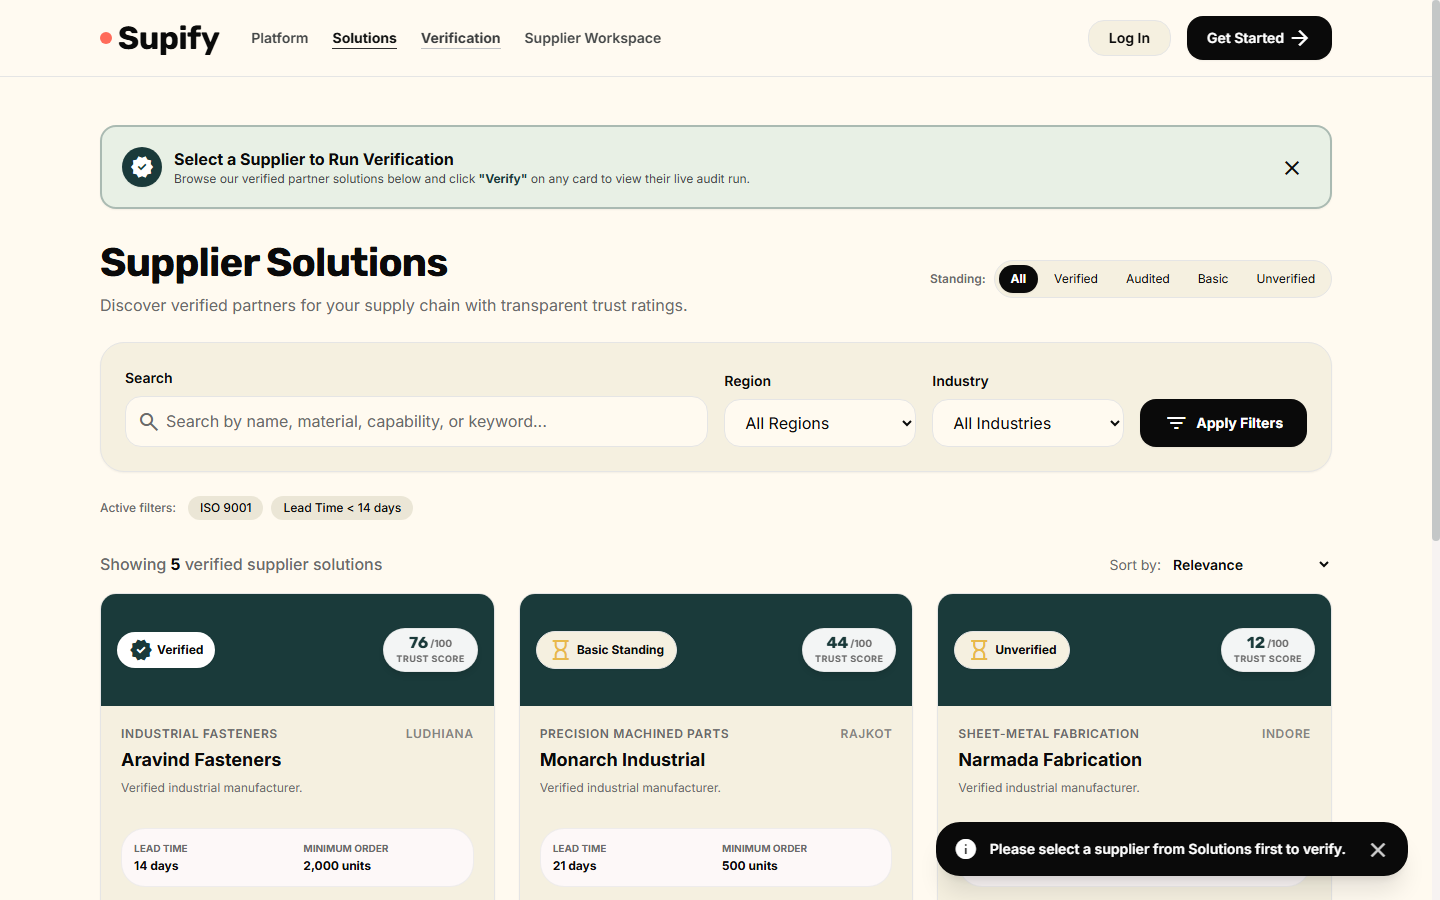 Supify
Platform
Solutions
Verification
Supplier Workspace
Log In
Get Started
Select a Supplier to Run Verification
Browse our verified partner solutions below and click "Verify" on any card to view their live audit run.
Supplier Solutions
Discover verified partners for your supply chain with transparent trust ratings.
Standing:
All
Verified
Audited
Basic
Unverified
Search
Search by name, material, capability, or keyword...
Region
All Regions
Industry
All Industries
Apply Filters
Active filters:
ISO 9001
Lead Time < 14 days
Showing 5 verified supplier solutions
Sort by:
Relevance
Verified
76 /100
TRUST SCORE
INDUSTRIAL FASTENERS
LUDHIANA
Aravind Fasteners
Verified industrial manufacturer.
LEAD TIME
14 days
MINIMUM ORDER
2,000 units
Basic Standing
44 /100
TRUST SCORE
PRECISION MACHINED PARTS
RAJKOT
Monarch Industrial
Verified industrial manufacturer.
LEAD TIME
21 days
MINIMUM ORDER
500 units
Unverified
12 /100
TRUST SCORE
SHEET-METAL FABRICATION
INDORE
Narmada Fabrication
Verified industrial manufacturer.
Please select a supplier from Solutions first to verify.